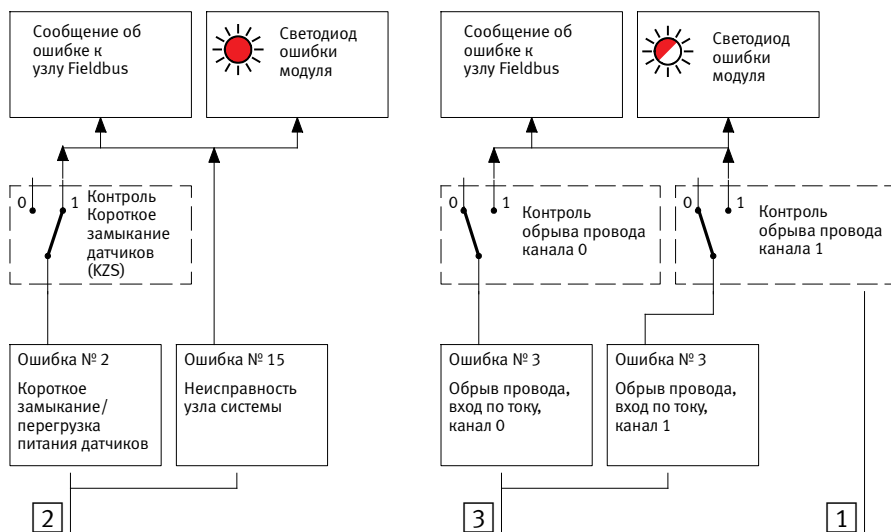 Сообщение об
ошибке к
узлу Fieldbus
Светодиод
ошибки
модуля
Сообщение об
ошибке к
узлу Fieldbus
Светодиод
ошибки
модуля
0
1
Контроль
Короткое
замыкание
датчиков
(KZS)
0
1
Контроль
обрыва провода
канала 0
0
1
Контроль
обрыва провода
канала 1
Ошибка № 2
Короткое
замыкание/
перегрузка
питания датчиков
Ошибка № 15
Неисправность
узла системы
Ошибка № 3
Обрыв провода,
вход по току,
канал 0
Ошибка № 3
Обрыв провода,
вход по току,
канал 1
2
3
1